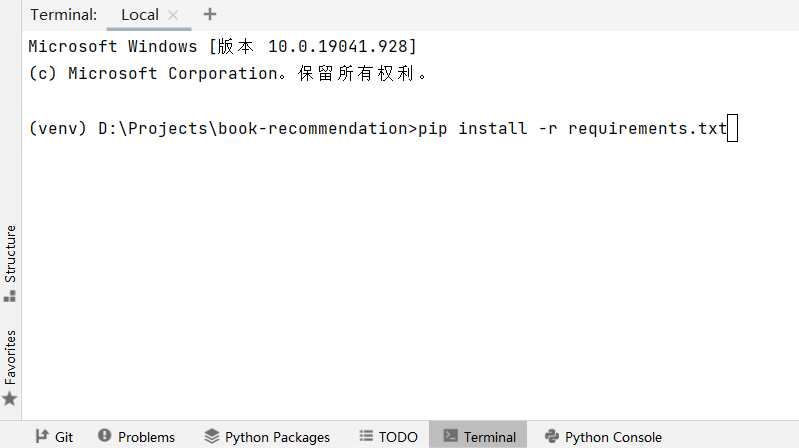 Terminal: Local × +
Microsoft Windows [版本 10.0.19041.928]
(c) Microsoft Corporation。保留所有权利。
(venv) D:\Projects\book-recommendation>pip install -r requirements.txt
Structure
Favorites
Git Problems Python Packages TODO Terminal Python Console